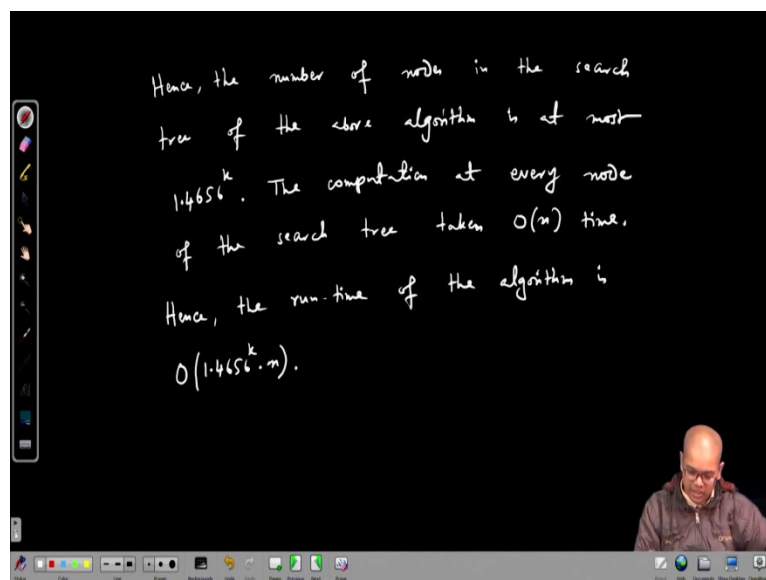 Hence, the number of nodes in the search
tree of the above algorithm is at most
1.4656^k. The computation at every node
of the search tree takes O(n) time.
Hence, the run-time of the algorithm is
O(1.4656^k · n).